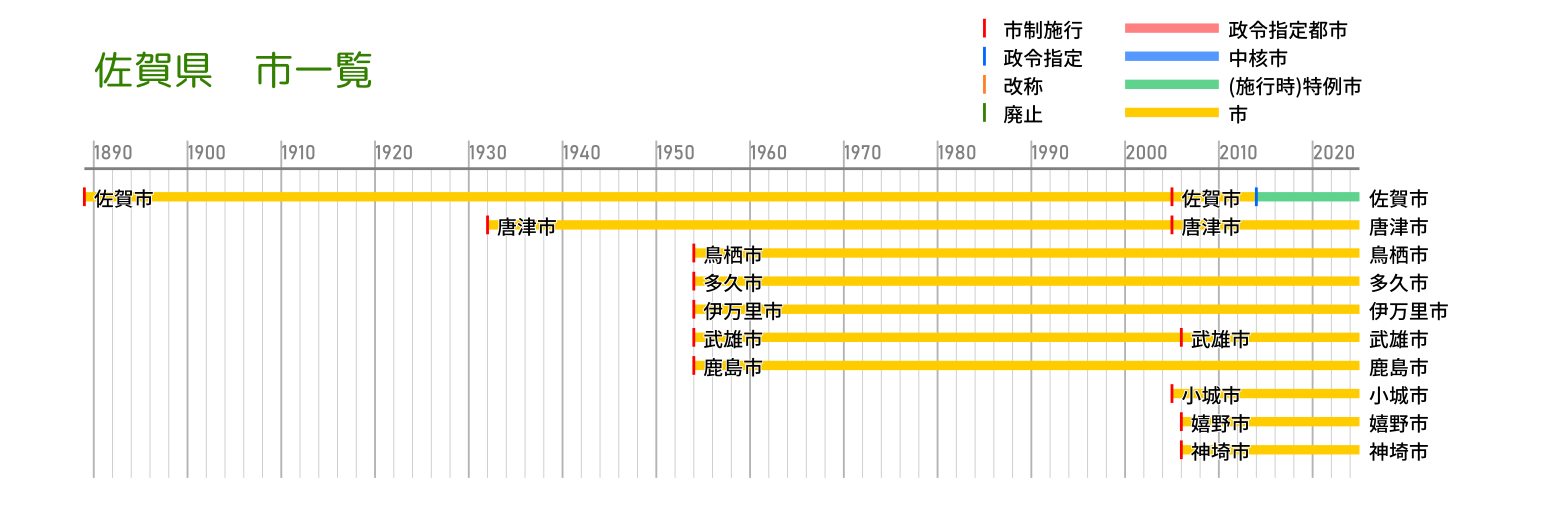 佐賀県　市一覧
市制施行
政令指定
改称
廃止
政令指定都市
中核市
(施行時)特例市
市
1890 1900 1910 1920 1930 1940 1950 1960 1970 1980 1990 2000 2010 2020
佐賀市 佐賀市 佐賀市
唐津市 唐津市 唐津市
鳥栖市 鳥栖市
多久市 多久市
伊万里市 伊万里市
武雄市 武雄市 武雄市
鹿島市 鹿島市
小城市 小城市
嬉野市 嬉野市
神埼市 神埼市